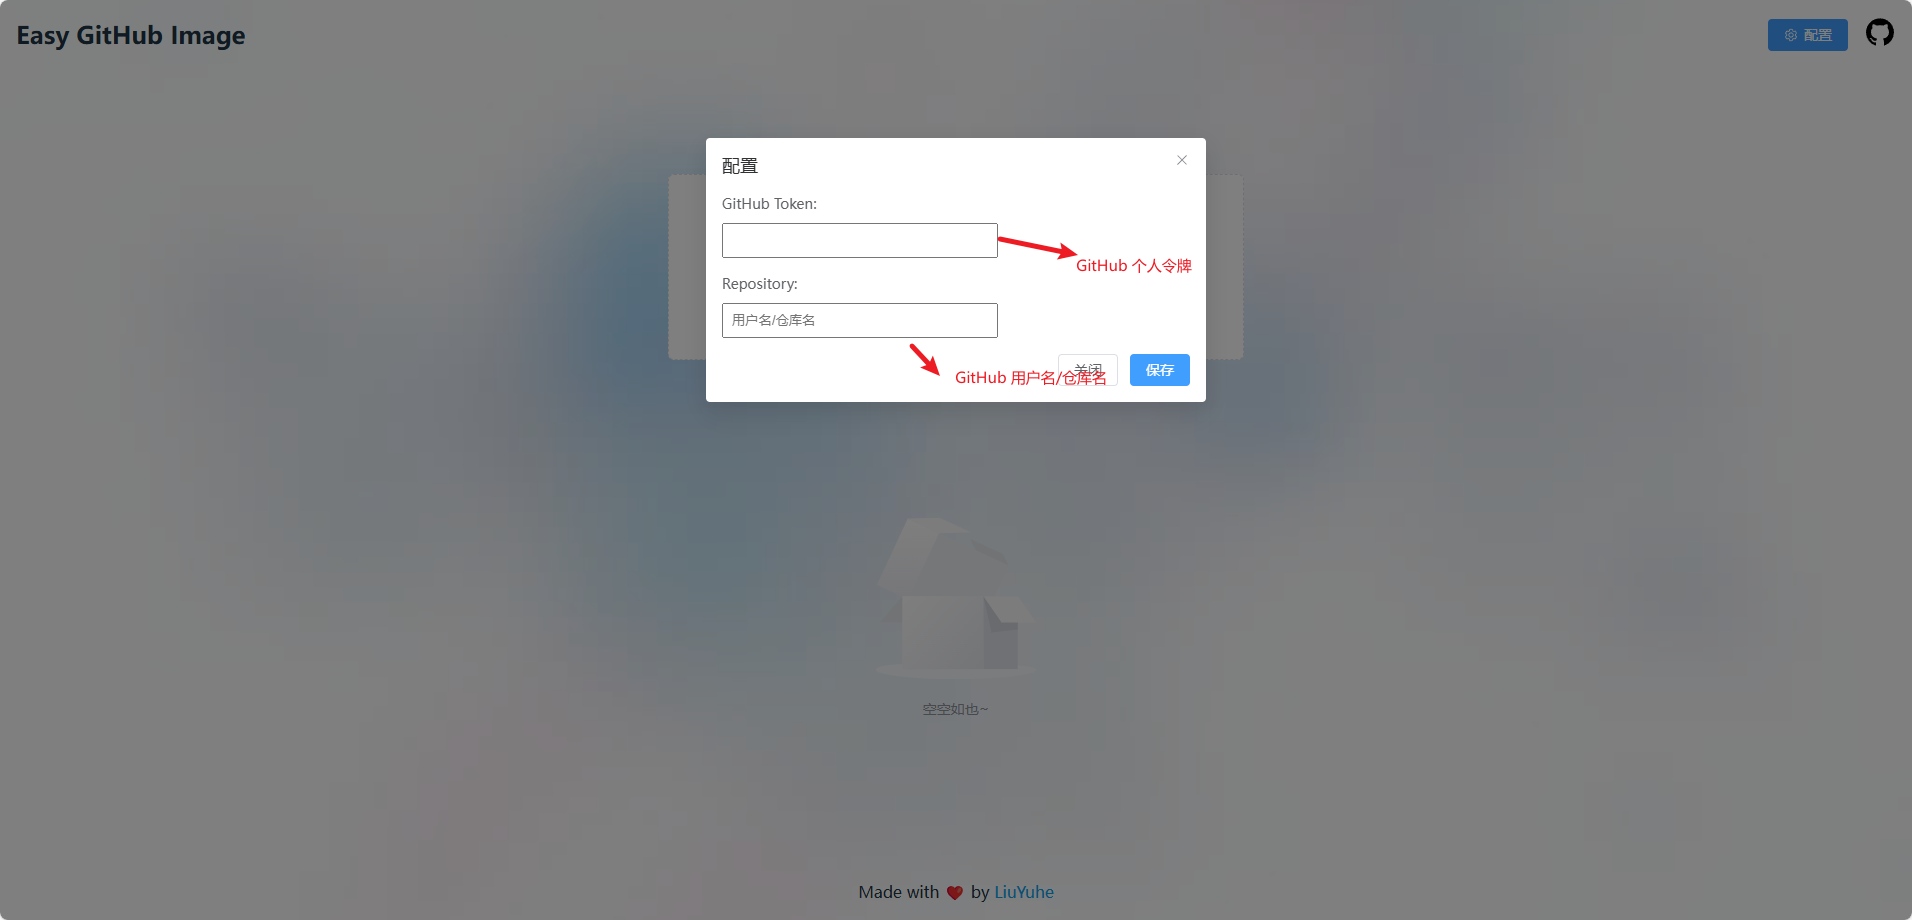 Easy GitHub Image
配置
配置
GitHub Token:
GitHub 个人令牌
Repository:
用户名/仓库名
关闭
保存
GitHub 用户名/仓库名
空空如也~
Made with ❤️ by LiuYuhe